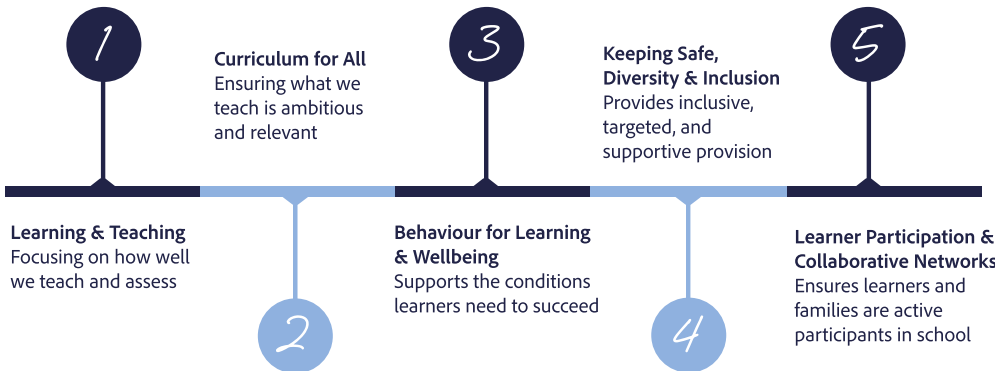 1
Learning & Teaching
Focusing on how well
we teach and assess
Curriculum for All
Ensuring what we
teach is ambitious
and relevant
2
3
Behaviour for Learning
& Wellbeing
Supports the conditions
learners need to succeed
Keeping Safe,
Diversity & Inclusion
Provides inclusive,
targeted, and
supportive provision
4
5
Learner Participation &
Collaborative Networks
Ensures learners and
families are active
participants in school